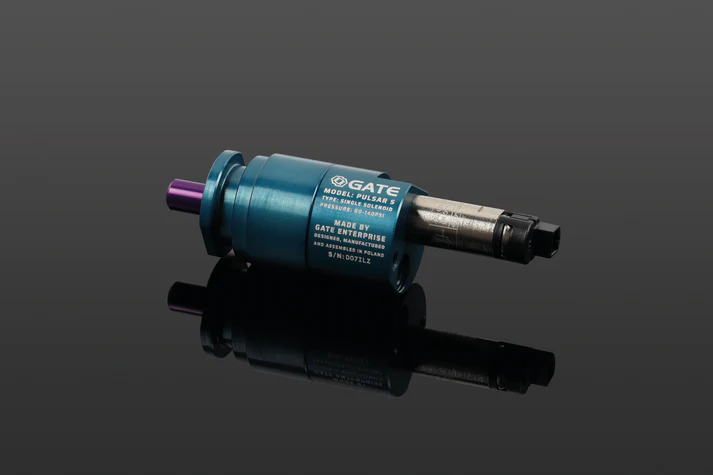 GATE
MODEL: PULSAR S
TYPE: SINGLE SOLENOID
PRESSURE: 60-140PSI
MADE BY
GATE ENTERPRISE
DESIGNED, MANUFACTURED
AND ASSEMBLED IN POLAND
S/N:D07ILZ